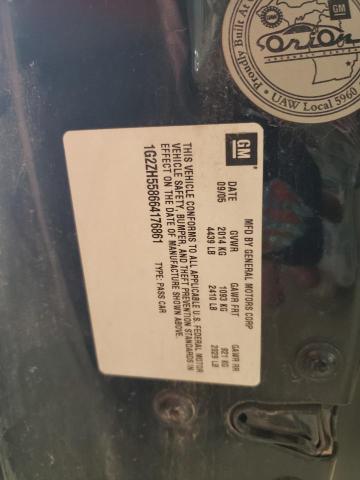 Proudly Built At
Orion
GM
UAW Local 5960
GM
MFD BY GENERAL MOTORS CORP
DATE GVWR GAWR FRT GAWR RR
09/05 2014 KG 1093 KG 921 KG
4439 LB 2410 LB 2029 LB
THIS VEHICLE CONFORMS TO ALL APPLICABLE U.S. FEDERAL MOTOR
VEHICLE SAFETY, BUMPER, AND THEFT PREVENTION STANDARDS IN
EFFECT ON THE DATE OF MANUFACTURE SHOWN ABOVE.
1G2ZH558664176861 TYPE: PASS CAR